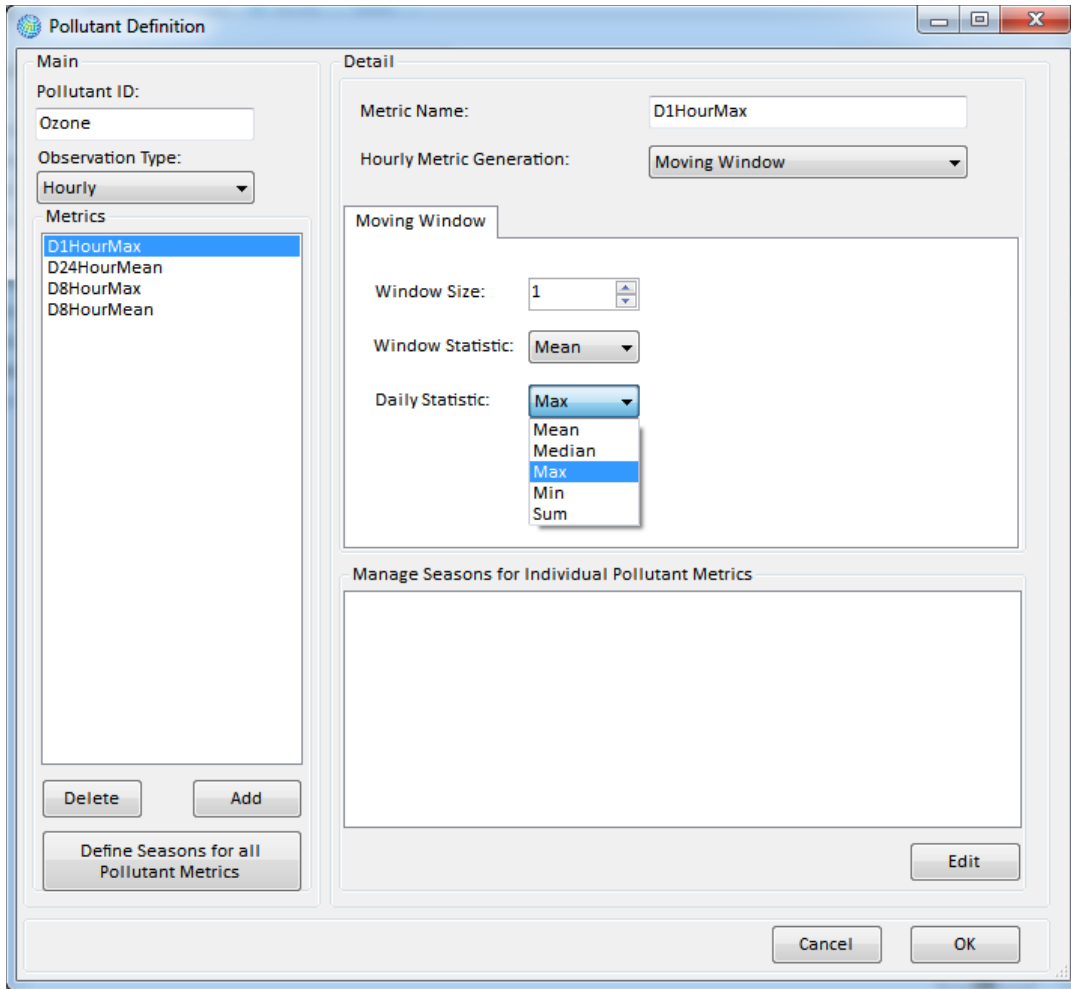 Pollutant Definition
Main
Pollutant ID:
Ozone
Observation Type:
Hourly
Metrics
D1HourMax
D24HourMean
D8HourMax
D8HourMean
Delete
Add
Define Seasons for all
Pollutant Metrics
Detail
Metric Name:
D1HourMax
Hourly Metric Generation:
Moving Window
Moving Window
Window Size:
1
Window Statistic:
Mean
Daily Statistic:
Max
Mean
Median
Max
Min
Sum
Manage Seasons for Individual Pollutant Metrics
Edit
Cancel
OK